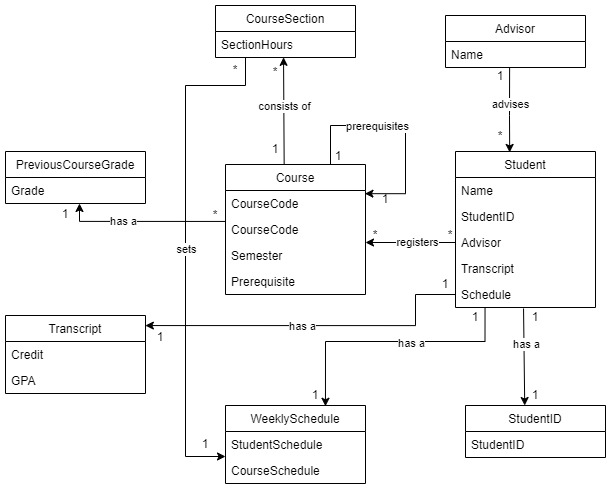 CourseSection
SectionHours
*
*
consists of
1
Advisor
Name
1
advises
*
prerequisites
1
1
PreviousCourseGrade
Grade
1
has a
*
Course
CourseCode
CourseCode
Semester
Prerequisite
*
registers
*
Student
Name
StudentID
Advisor
Transcript
Schedule
sets
1
has a
1
1
has a
1
1
has a
1
Transcript
Credit
GPA
1
WeeklySchedule
StudentSchedule
CourseSchedule
StudentID
StudentID